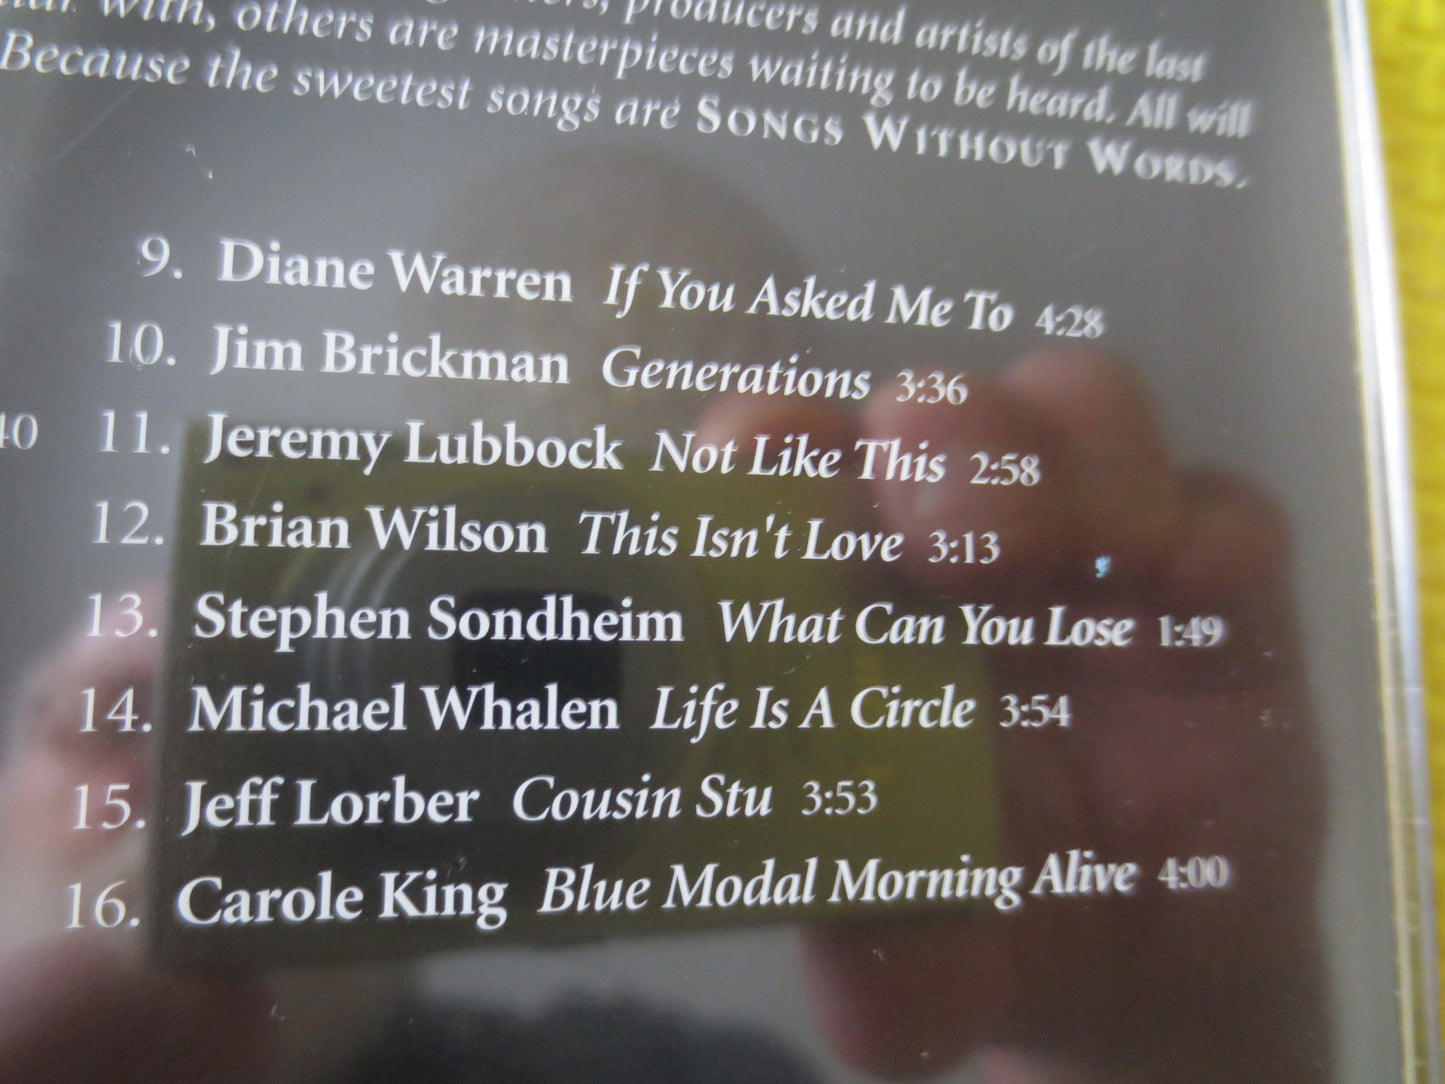 with, others are masterpieces waiting to be heard. All will
producers and artists of the last
Because the sweetest songs are SONGS WITHOUT WORDS.
9. Diane Warren If You Asked Me To 4:28
10. Jim Brickman Generations 3:36
11. Jeremy Lubbock Not Like This 2:58
12. Brian Wilson This Isn't Love 3:13
13. Stephen Sondheim What Can You Lose 1:49
14. Michael Whalen Life Is A Circle 3:54
15. Jeff Lorber Cousin Stu 3:53
16. Carole King Blue Modal Morning Alive 4:00